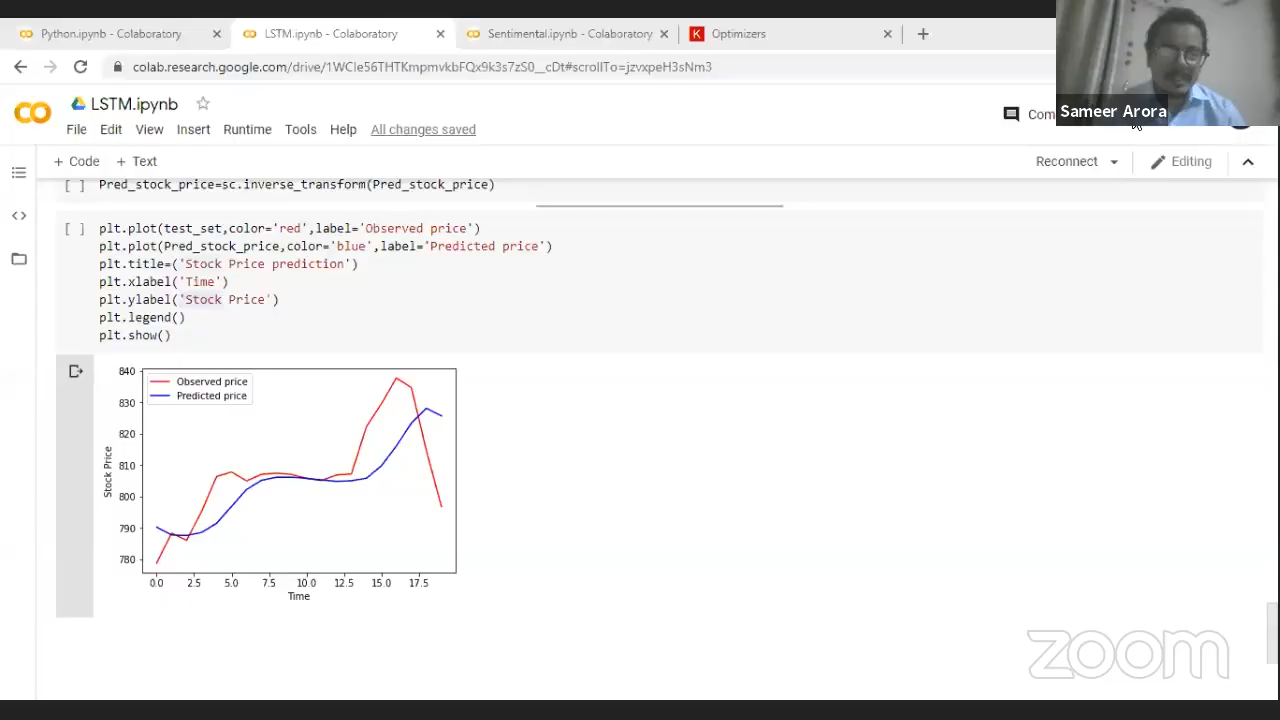 Python.ipynb - Colaboratory
LSTM.ipynb - Colaboratory
Sentimental.ipynb - Colaboratory
K Optimizers
colab.research.google.com/drive/1WCle56THTKmpmvkbFQx9k3s7zS0__cDt#scrollTo=jzvxpeH3sNm3
Sameer Arora
CO LSTM.ipynb
File Edit View Insert Runtime Tools Help All changes saved
+ Code + Text
Reconnect
Editing
[ ] Pred_stock_price=sc.inverse_transform(Pred_stock_price)
[ ] plt.plot(test_set,color='red',label='Observed price')
plt.plot(Pred_stock_price,color='blue',label='Predicted price')
plt.title=('Stock Price prediction')
plt.xlabel('Time')
plt.ylabel('Stock Price')
plt.legend()
plt.show()
Observed price
Predicted price
840
830
820
810
800
790
780
Stock Price
0.0 2.5 5.0 7.5 10.0 12.5 15.0 17.5
Time
zoom